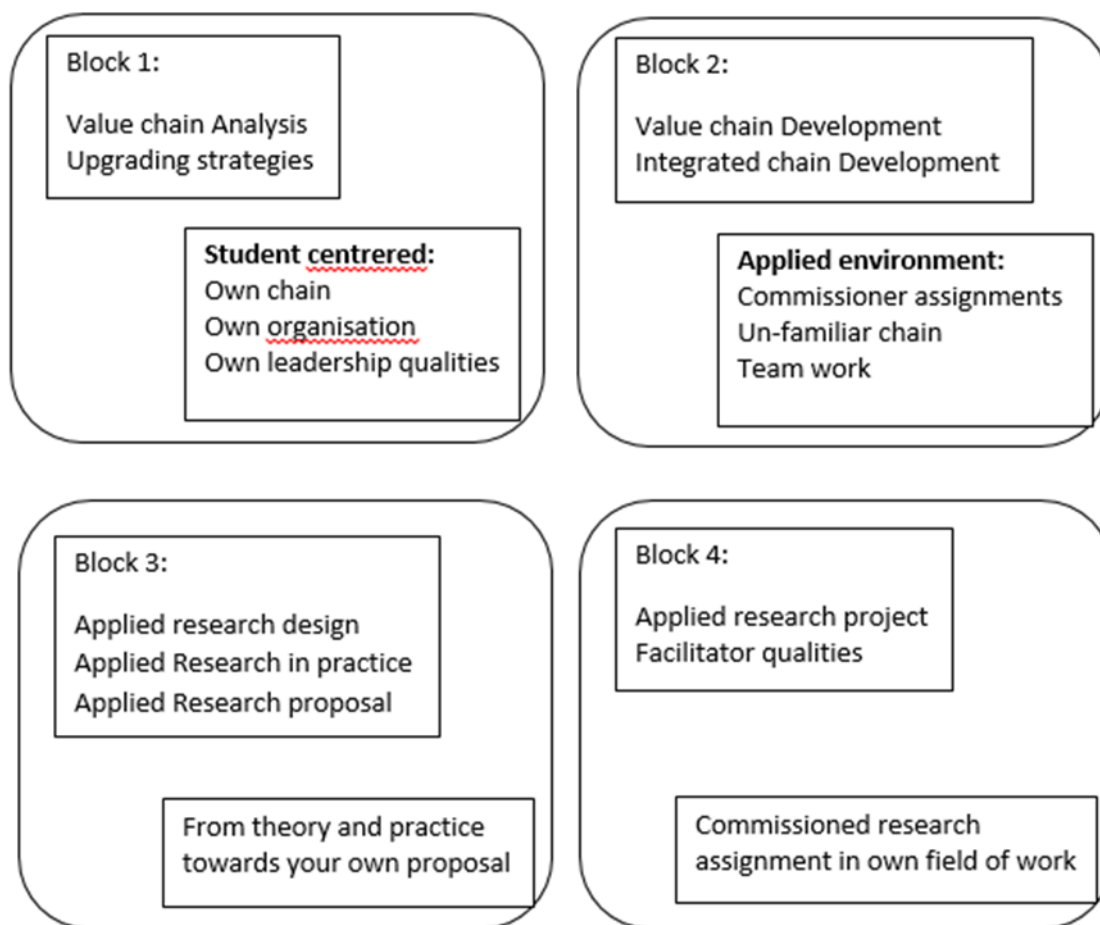 Block 1:
Value chain Analysis
Upgrading strategies
Student centrered:
Own chain
Own organisation
Own leadership qualities
Block 2:
Value chain Development
Integrated chain Development
Applied environment:
Commissioner assignments
Un-familiar chain
Team work
Block 3:
Applied research design
Applied Research in practice
Applied Research proposal
From theory and practice
towards your own proposal
Block 4:
Applied research project
Facilitator qualities
Commissioned research
assignment in own field of work